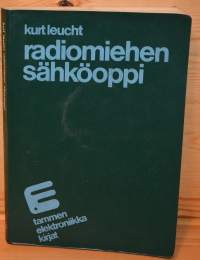 kurt leucht
radiomiehen
sähköoppi
tammen
elektroniikka
kirjat